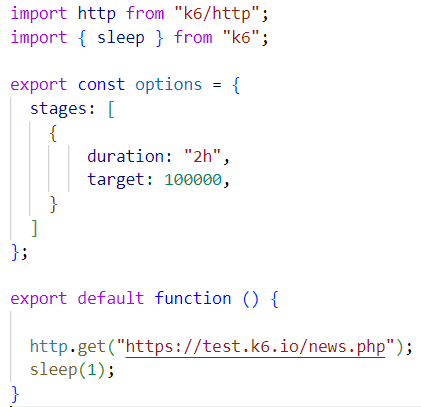 import http from "k6/http";
import { sleep } from "k6";
export const options = {
stages: [
{
duration: "2h",
target: 100000,
}
]
};
export default function () {
http.get("https://test.k6.io/news.php");
sleep(1);
}